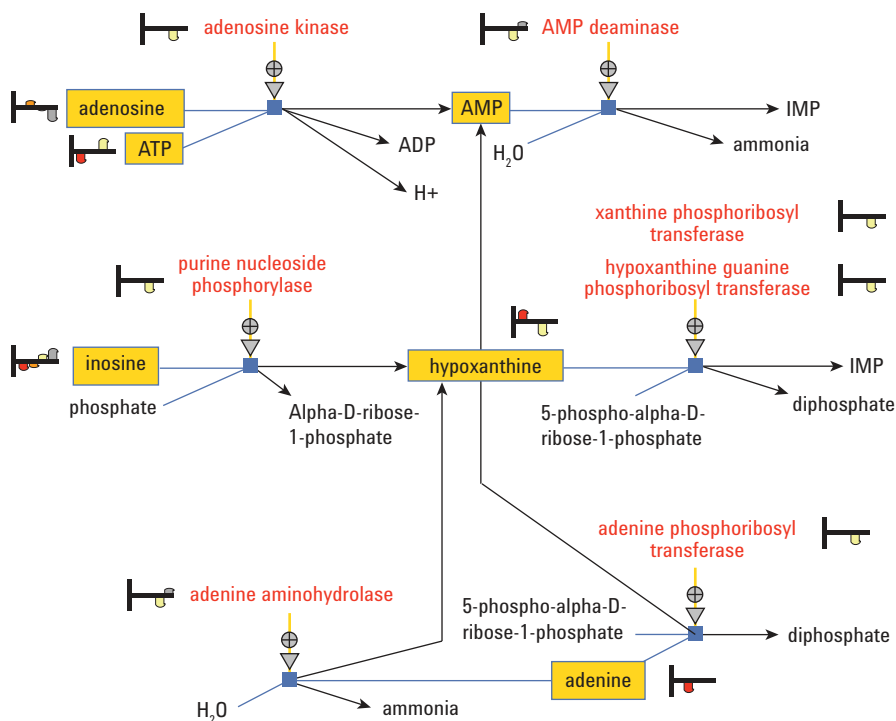 adenosine kinase
AMP deaminase
adenosine
AMP
IMP
ATP
ADP
H₂O
ammonia
H+
xanthine phosphoribosyl
transferase
purine nucleoside
phosphorylase
hypoxanthine guanine
phosphoribosyl transferase
inosine
hypoxanthine
IMP
phosphate
Alpha-D-ribose-
1-phosphate
5-phospho-alpha-D-
ribose-1-phosphate
diphosphate
adenine phosphoribosyl
transferase
adenine aminohydrolase
5-phospho-alpha-D-
ribose-1-phosphate
diphosphate
adenine
H₂O
ammonia